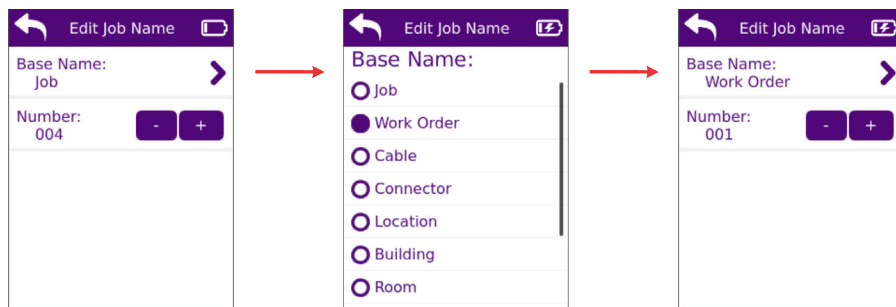 Edit Job Name
Base Name:
Job
Number:
004
-
+
Edit Job Name
Base Name:
Job
Work Order
Cable
Connector
Location
Building
Room
Edit Job Name
Base Name:
Work Order
Number:
001
-
+